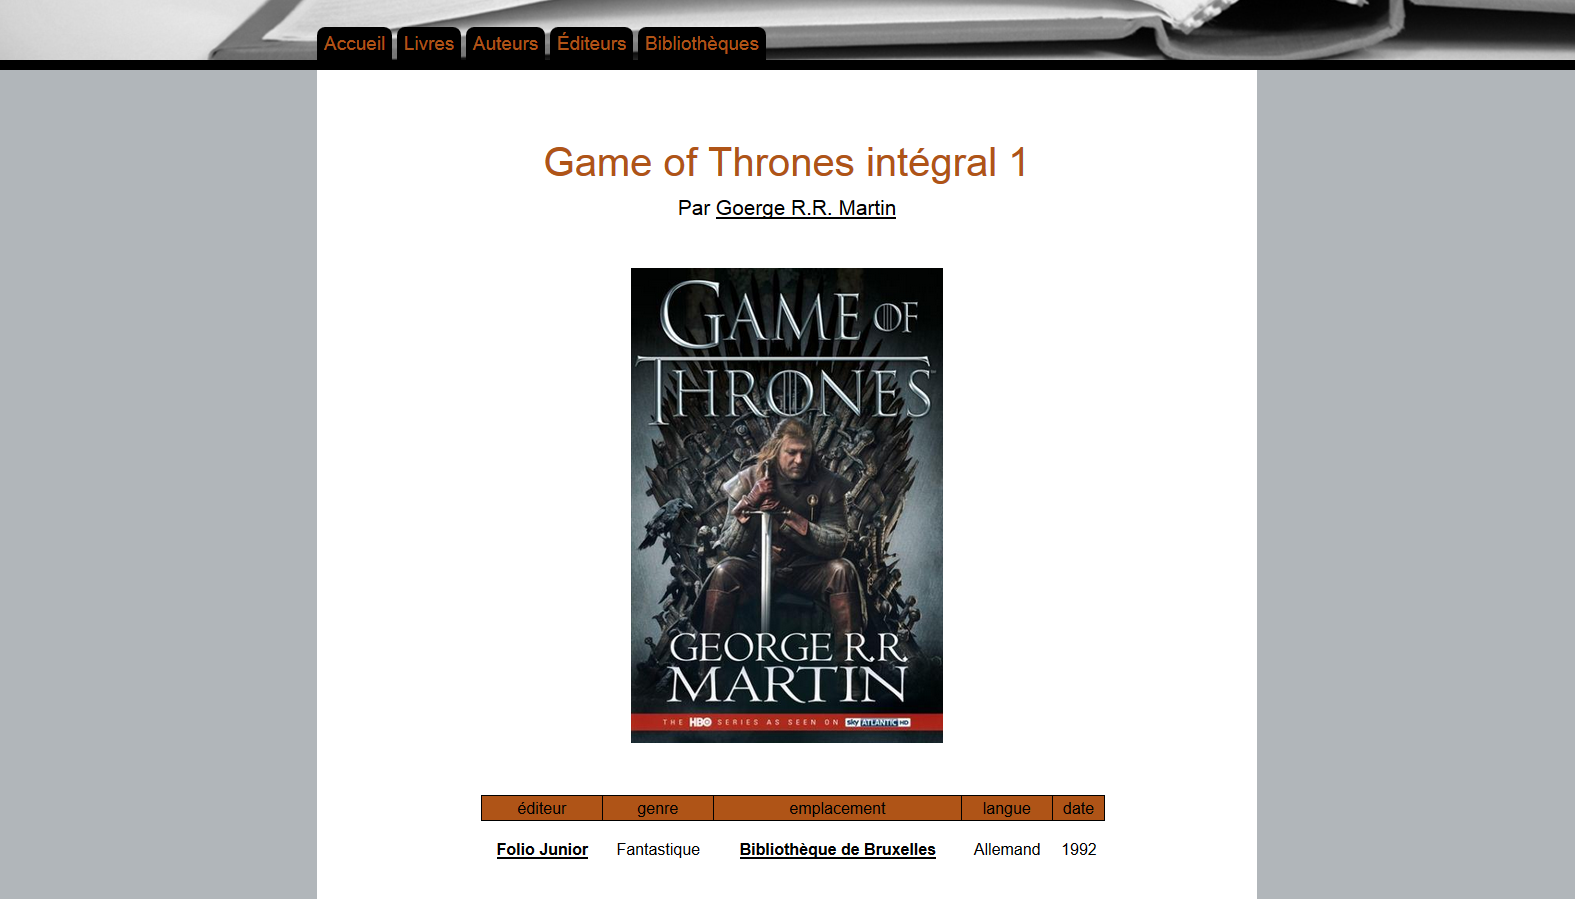 Accueil Livres Auteurs Éditeurs Bibliothèques
Game of Thrones intégral 1
Par Goerge R.R. Martin
GAME OF
THRONES
GEORGE R.R.
MARTIN
THE HBO SERIES AS SEEN ON sky ATLANTIC HD
éditeur genre emplacement langue date
Folio Junior Fantastique Bibliothèque de Bruxelles Allemand 1992